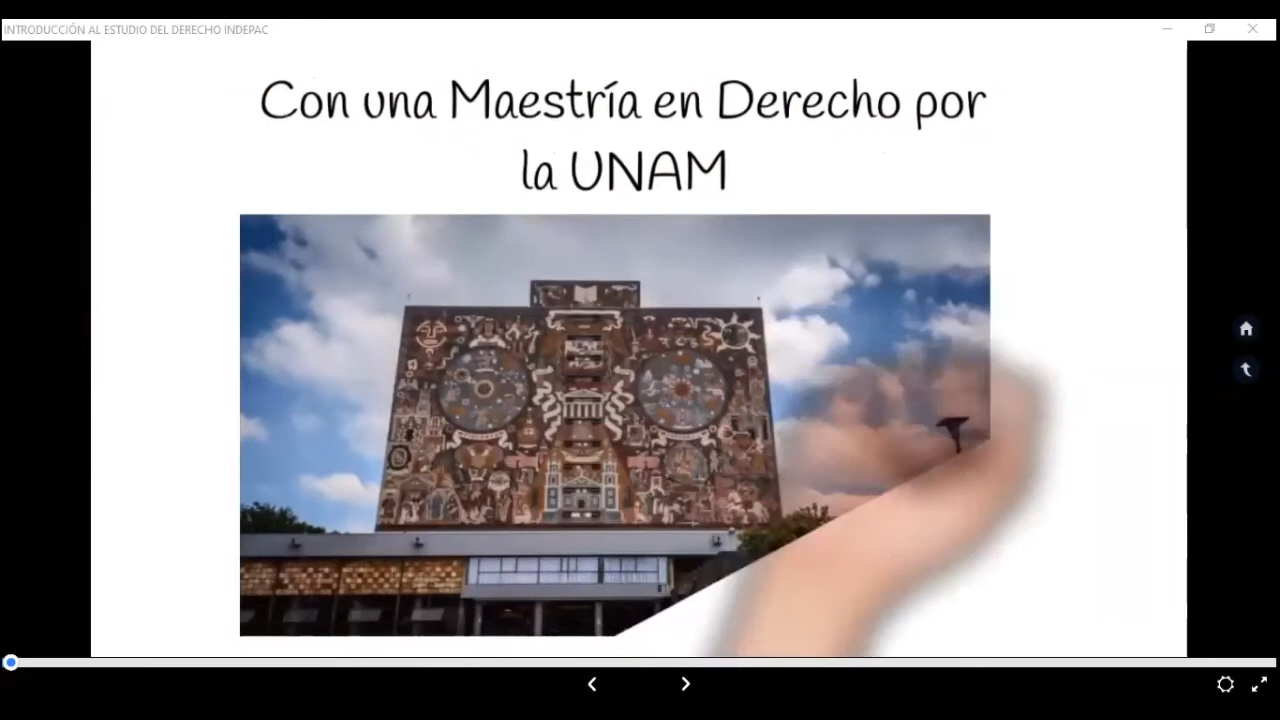 INTRODUCCIÓN AL ESTUDIO DEL DERECHO INDEPAC
Con una Maestría en Derecho por
la UNAM